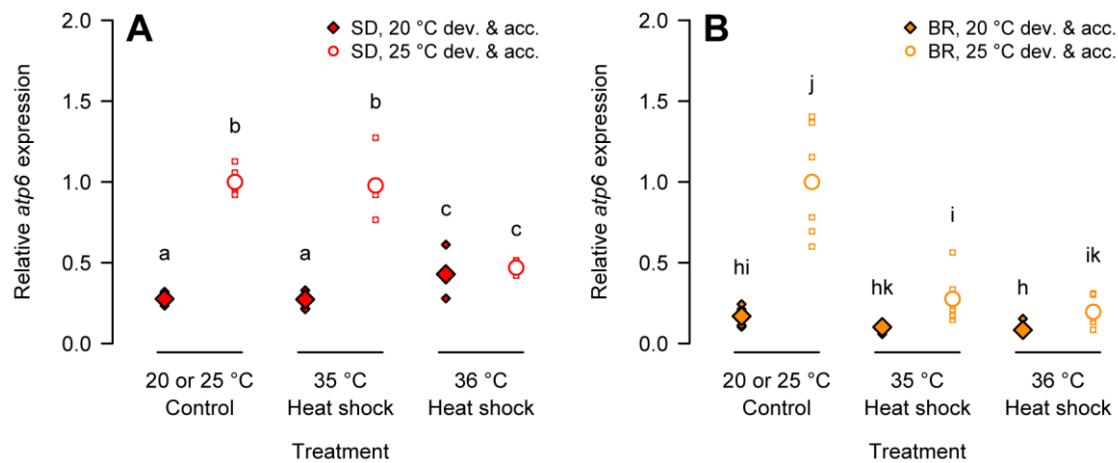 A
SD, 20 °C dev. & acc.
SD, 25 °C dev. & acc.
Relative atp6 expression
2.0
1.5
1.0
0.5
0.0
a
b
a
b
c
c
20 or 25 °C
Control
35 °C
Heat shock
36 °C
Heat shock
Treatment
B
BR, 20 °C dev. & acc.
BR, 25 °C dev. & acc.
Relative atp6 expression
2.0
1.5
1.0
0.5
0.0
hi
j
hk
i
h
ik
20 or 25 °C
Control
35 °C
Heat shock
36 °C
Heat shock
Treatment